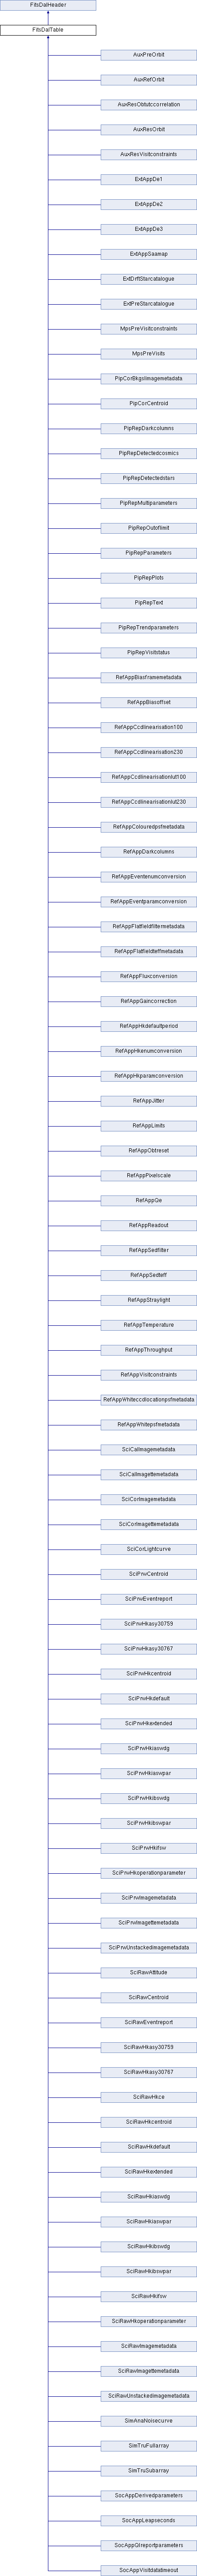 FitsDalHeader
FitsDalTable
AuxPreOrbit
AuxRefOrbit
AuxResObtutccorrelation
AuxResOrbit
AuxResVisitconstraints
ExtAppDe1
ExtAppDe2
ExtAppDe3
ExtAppSaamap
ExtDrftStarcatalogue
ExtPreStarcatalogue
MpsPreVisitconstraints
MpsPreVisits
PipCorBkgslimagemetadata
PipCorCentroid
PipRepDarkcolumns
PipRepDetectedcosmics
PipRepDetectedstars
PipRepMultiparameters
PipRepOutoflimit
PipRepParameters
PipRepPlots
PipRepText
PipRepTrendparameters
PipRepVisitstatus
RefAppBiasframemetadata
RefAppBiasoffset
RefAppCcdlinearisation100
RefAppCcdlinearisation230
RefAppCcdlinearisationlut100
RefAppCcdlinearisationlut230
RefAppColouredpsfmetadata
RefAppDarkcolumns
RefAppEventenumconversion
RefAppEventparamconversion
RefAppFlatfieldfiltermetadata
RefAppFlatfieldteffmetadata
RefAppFluxconversion
RefAppGaincorrection
RefAppHkdefaultperiod
RefAppHkenumconversion
RefAppHkparamconversion
RefAppJitter
RefAppLimits
RefAppObtreset
RefAppPixelscale
RefAppQe
RefAppReadout
RefAppSedfilter
RefAppSedteff
RefAppStraylight
RefAppTemperature
RefAppThroughput
RefAppVisitconstraints
RefAppWhiteccdlocationpsfmetadata
RefAppWhitepsfmetadata
SciCalImagemetadata
SciCalImagettemetadata
SciCorImagemetadata
SciCorImagettemetadata
SciCorLightcurve
SciPrwCentroid
SciPrwEventreport
SciPrwHkasy30759
SciPrwHkasy30767
SciPrwHkcentroid
SciPrwHkdefault
SciPrwHkextended
SciPrwHkiaswdg
SciPrwHkiaswpar
SciPrwHkibswdg
SciPrwHkibswpar
SciPrwHkifsw
SciPrwHkoperationparameter
SciPrwImagemetadata
SciPrwImagettemetadata
SciPrwUnstackedimagemetadata
SciRawAttitude
SciRawCentroid
SciRawEventreport
SciRawHkasy30759
SciRawHkasy30767
SciRawHkce
SciRawHkcentroid
SciRawHkdefault
SciRawHkextended
SciRawHkiaswdg
SciRawHkiaswpar
SciRawHkibswdg
SciRawHkibswpar
SciRawHkifsw
SciRawHkoperationparameter
SciRawImagemetadata
SciRawImagettemetadata
SciRawUnstackedimagemetadata
SimAnaNoisecurve
SimTruFullarray
SimTruSubarray
SocAppDerivedparameters
SocAppLeapseconds
SocAppQlreportparameters
SocAppVisitdatatimeout